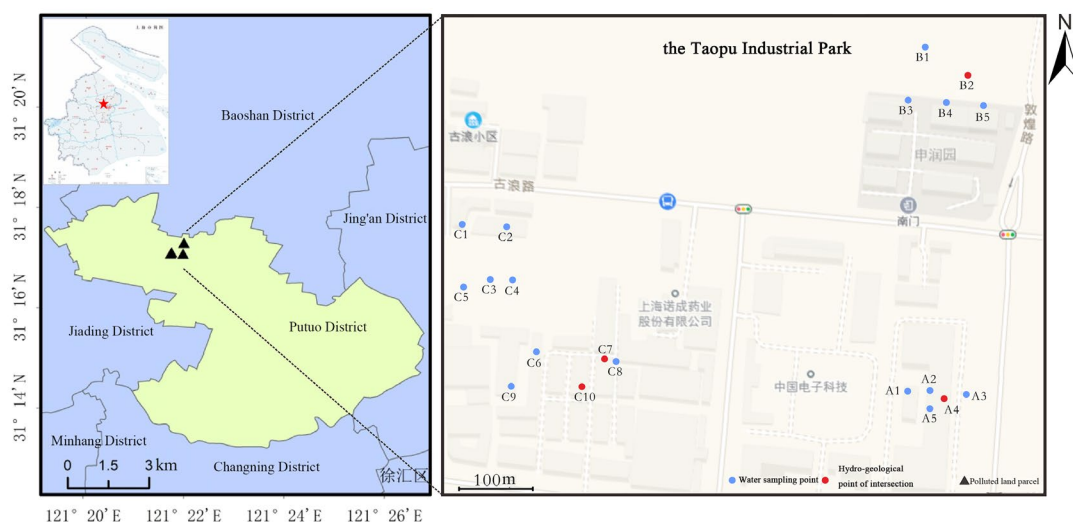 上海市地图
31° 20′ N
31° 18′ N
31° 16′ N
31° 14′ N
Baoshan District
Jing'an District
Jiading District
Putuo District
Minhang District
Changning District
徐汇区
0 1.5 3 km
121° 20′ E 121° 22′ E 121° 24′ E 121° 26′ E
the Taopu Industrial Park
N
B1
B2
B3
B4
B5
敦煌路
古浪小区
申润园
古浪路
南门
C1
C2
C3
C4
C5
上海诺成药业
股份有限公司
C6
C7
C8
C9
C10
中国电子科技
A1
A2
A3
A4
A5
100m
Water sampling point
Hydro-geological
point of intersection
Polluted land parcel